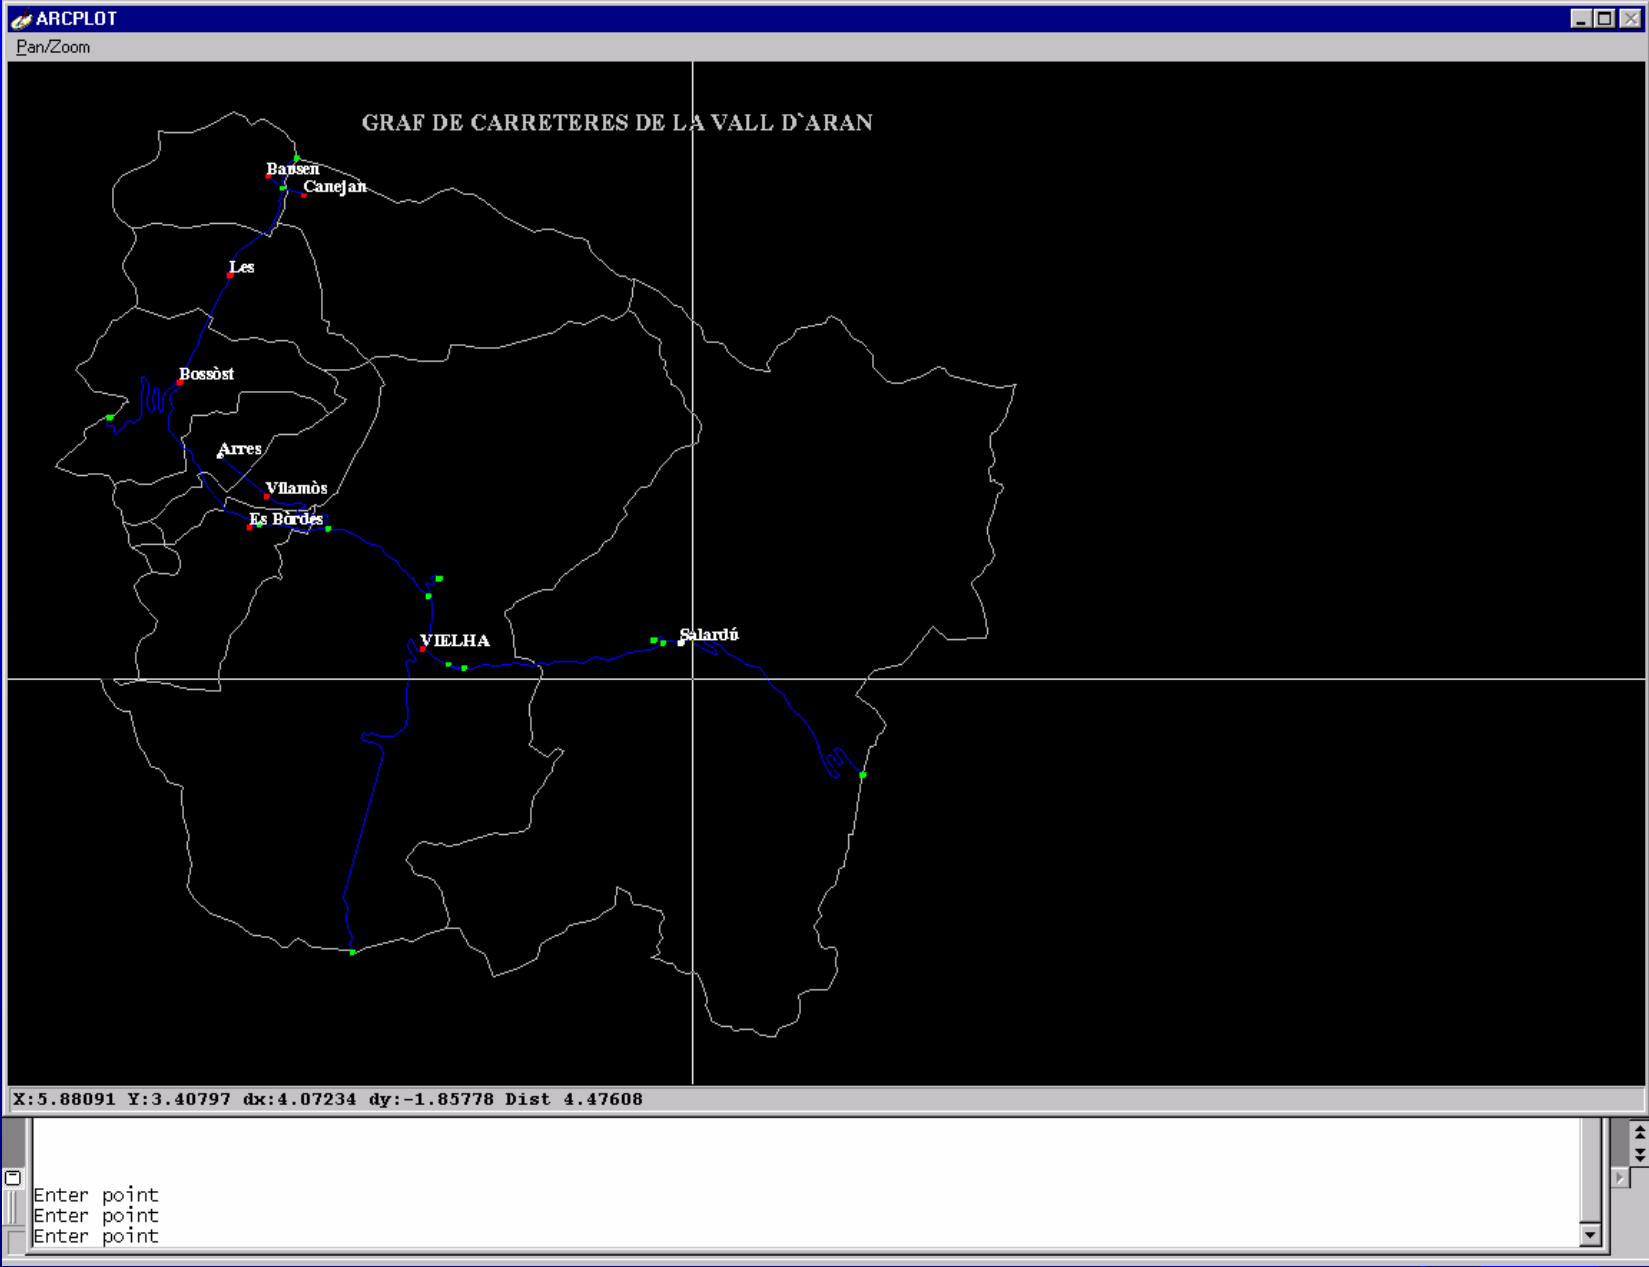 ARCPLOT
Pan/Zoom
GRAF DE CARRETERES DE LA VALL D`ARAN
Bausen
Canejan
Les
Bossòst
Arres
Vilamòs
Es Bòrdes
VIELHA
Salardú
X:5.88091 Y:3.40797 dx:4.07234 dy:-1.85778 Dist 4.47608
Enter point
Enter point
Enter point